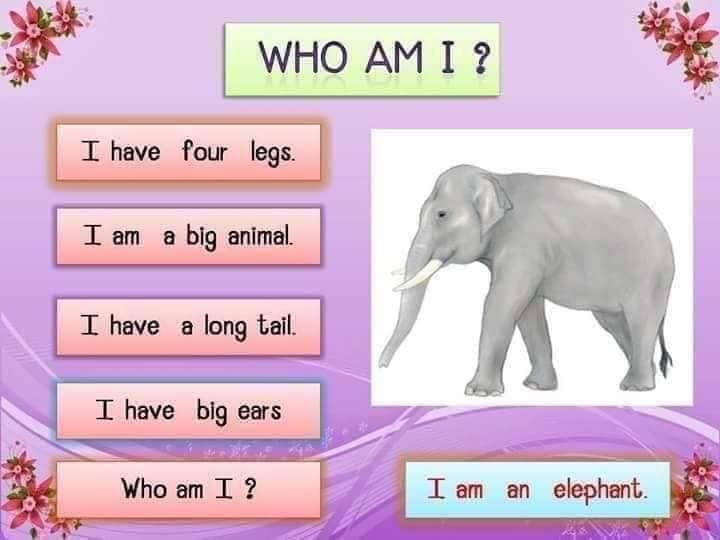 WHO AM I ?
I have four legs.
I am a big animal.
I have a long tail.
I have big ears
Who am I ?
I am an elephant.